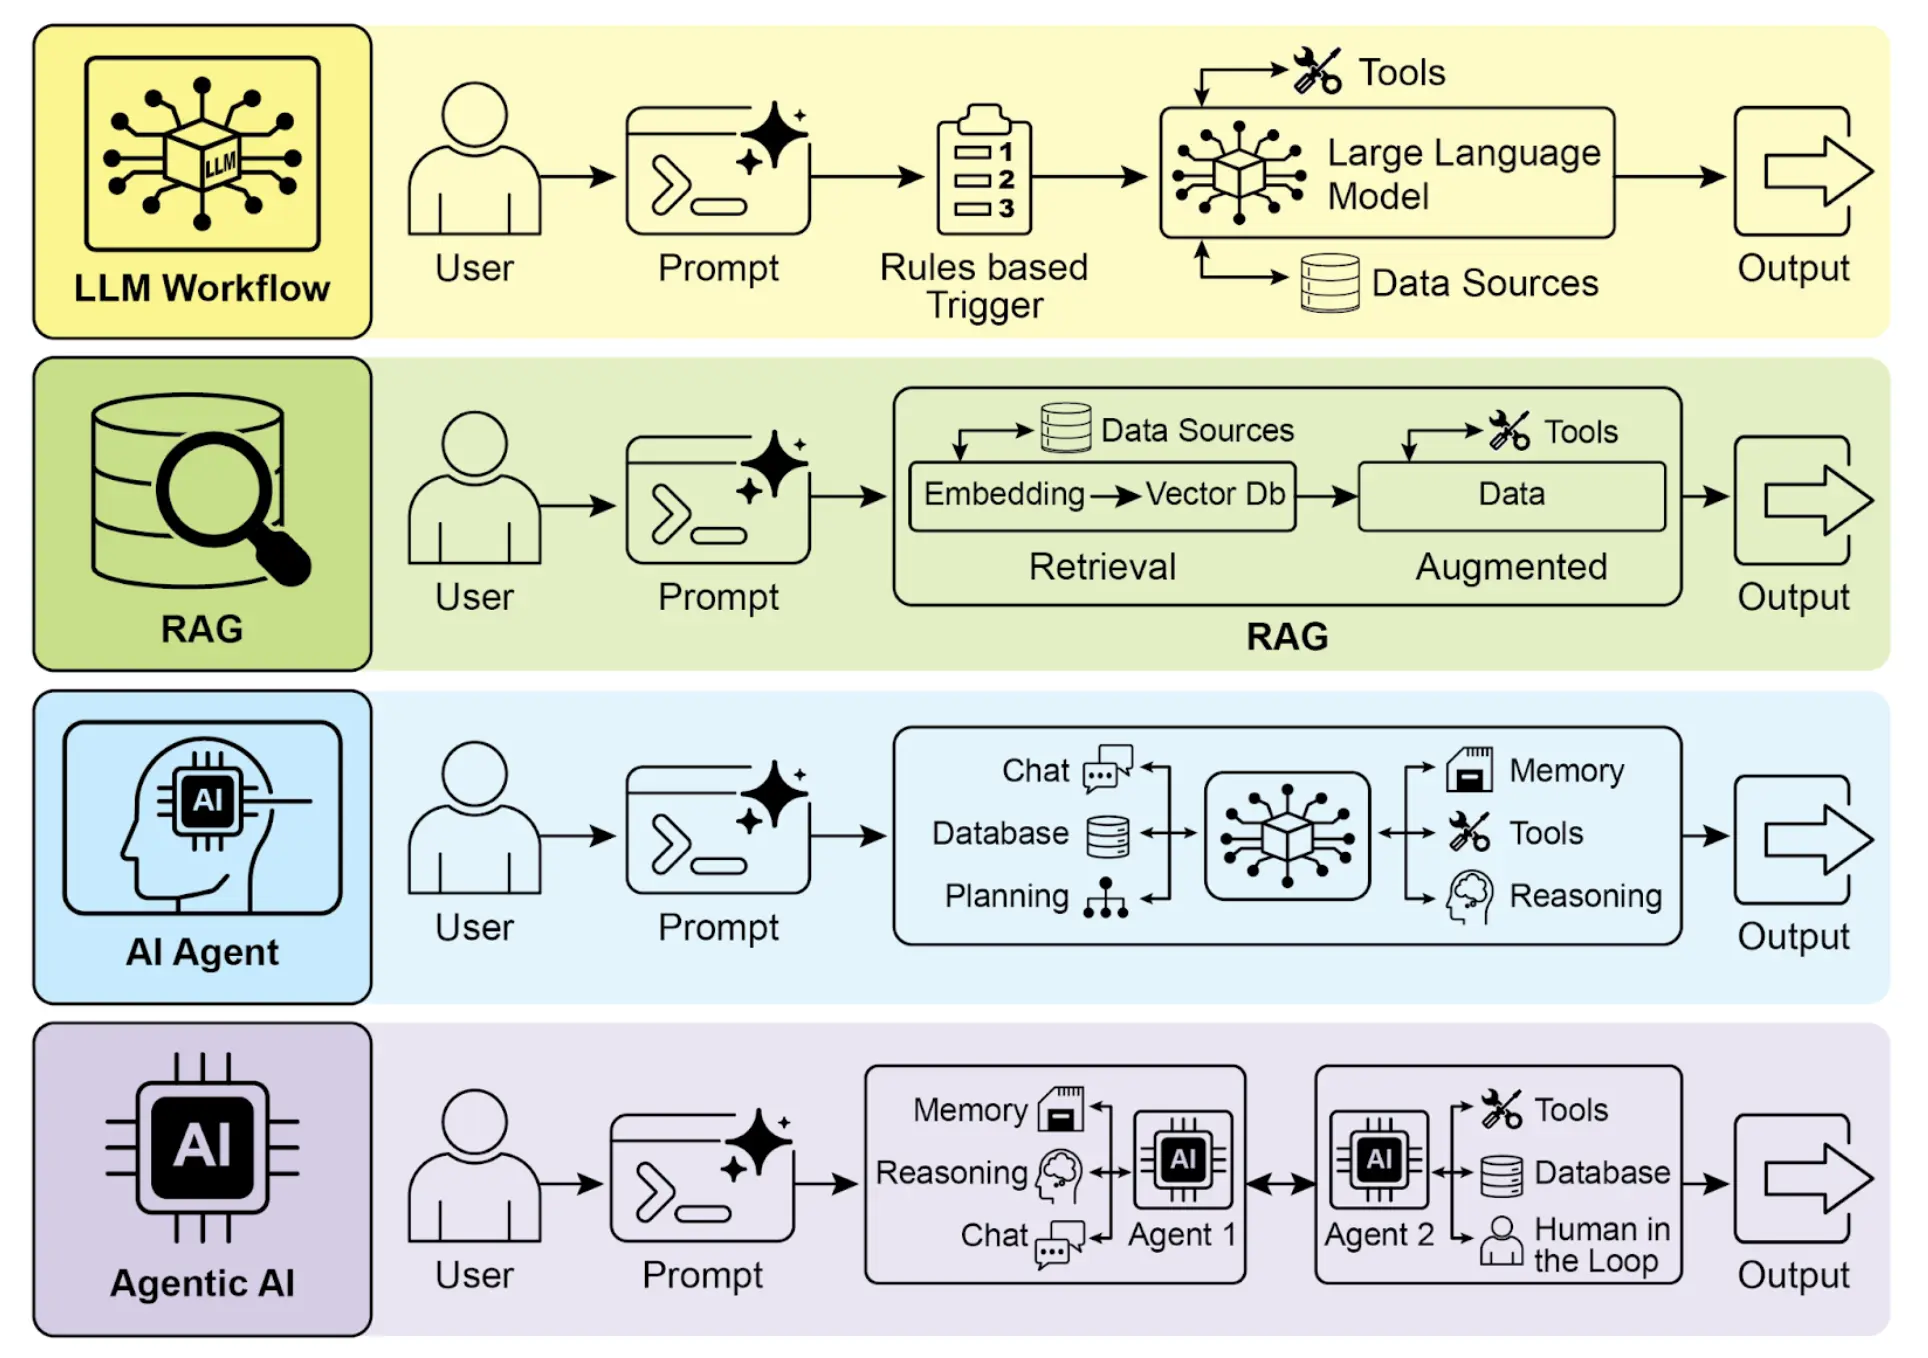 LLM
LLM Workflow
User
Prompt
1
2
3
Rules based
Trigger
Tools
Large Language
Model
Data Sources
Output
RAG
User
Prompt
Data Sources
Embedding
Vector Db
Retrieval
Tools
Data
Augmented
RAG
Output
AI
AI Agent
User
Prompt
Chat
Database
Planning
Memory
Tools
Reasoning
Output
AI
Agentic AI
User
Prompt
Memory
Reasoning
Chat
AI
Agent 1
AI
Agent 2
Tools
Database
Human in
the Loop
Output